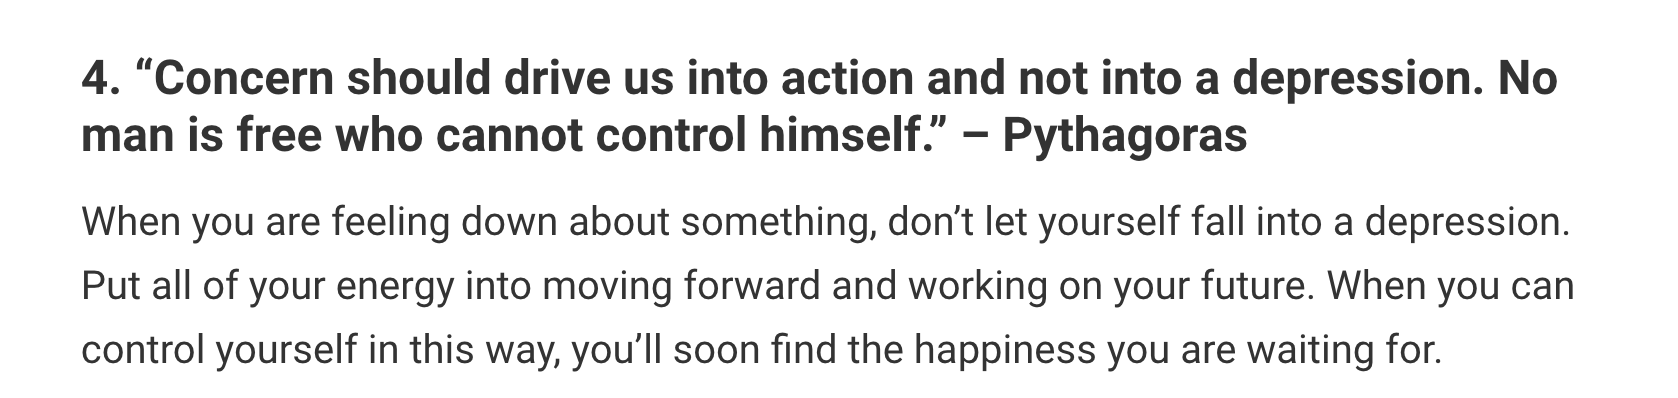 4. “Concern should drive us into action and not into a depression. No
man is free who cannot control himself.” – Pythagoras
When you are feeling down about something, don’t let yourself fall into a depression.
Put all of your energy into moving forward and working on your future. When you can
control yourself in this way, you’ll soon find the happiness you are waiting for.